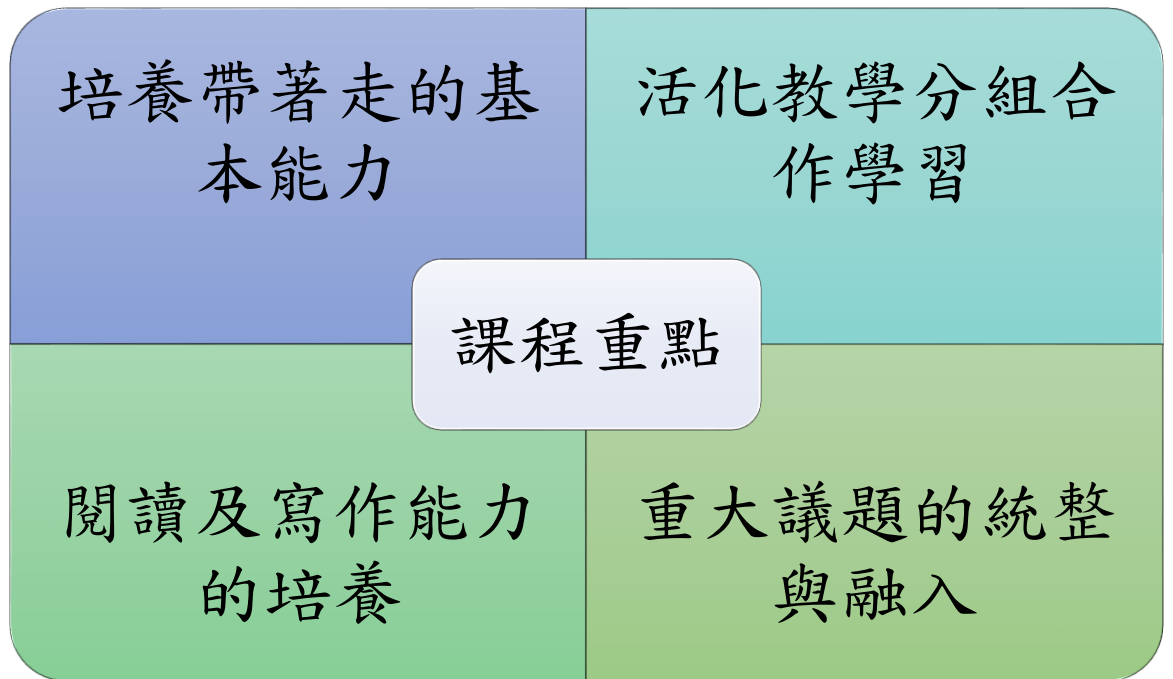 培養帶著走的基
本能力
活化教學分組合
作學習
課程重點
閱讀及寫作能力
的培養
重大議題的統整
與融入